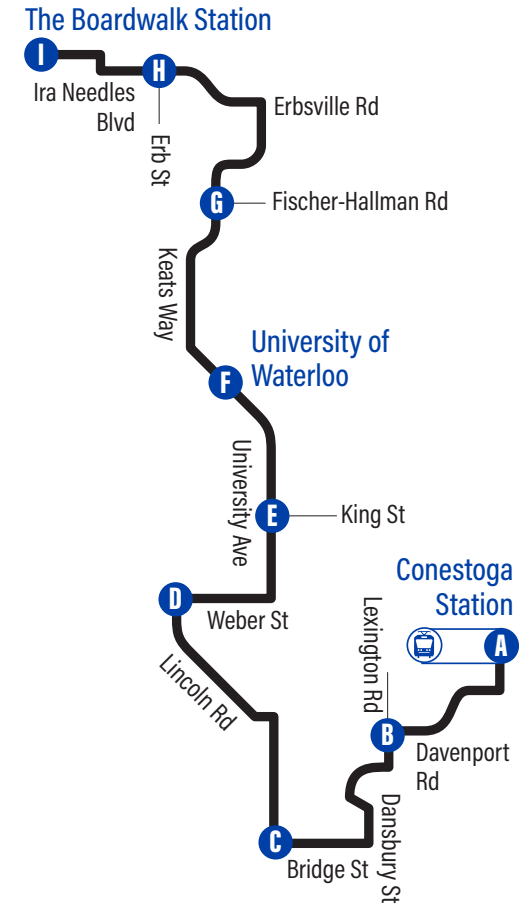 The Boardwalk Station
I
H
Ira Needles
Blvd
Erb St
Erbsville Rd
G
Fischer-Hallman Rd
Keats Way
University of
Waterloo
F
University Ave
E
King St
Conestoga
Station
D
Weber St
Lexington Rd
A
Lincoln Rd
B
Davenport
Rd
Dansbury St
C
Bridge St